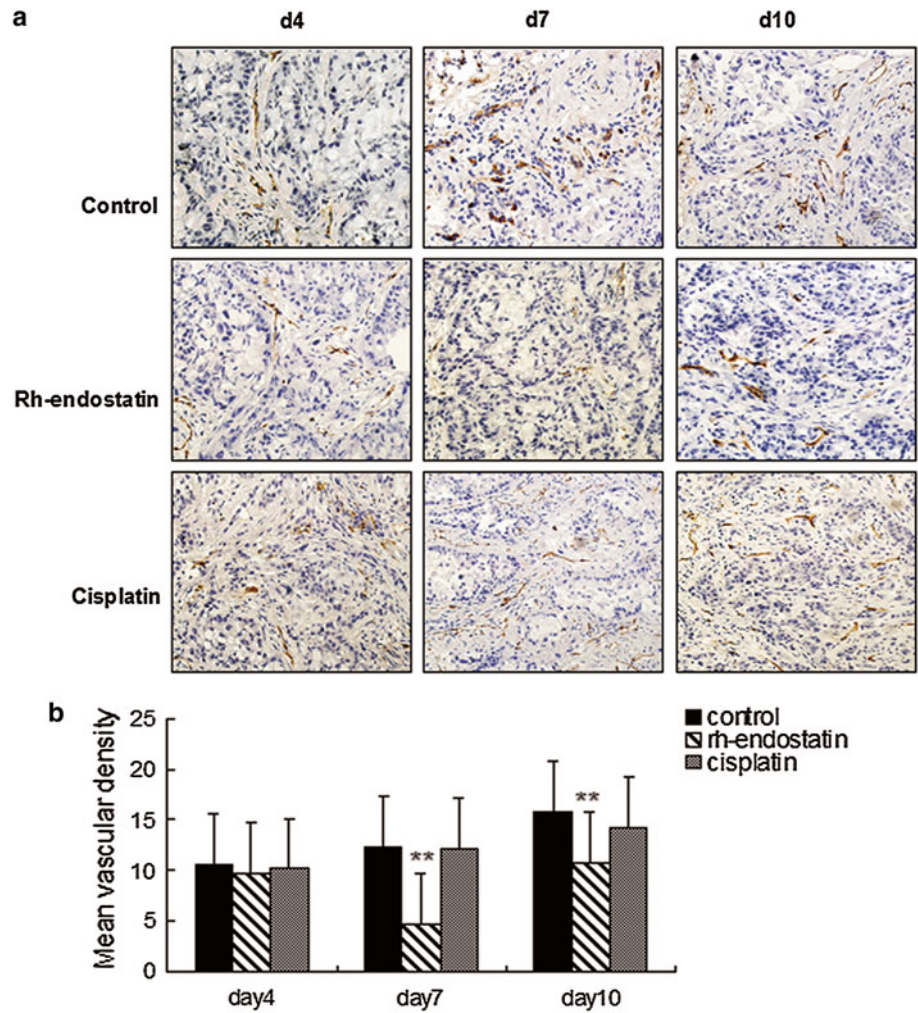 a
d4 d7 d10
Control
Rh-endostatin
Cisplatin
b
Mean vascular density
25
20
15
10
5
0
**
**
day4 day7 day10
control
rh-endostatin
cisplatin